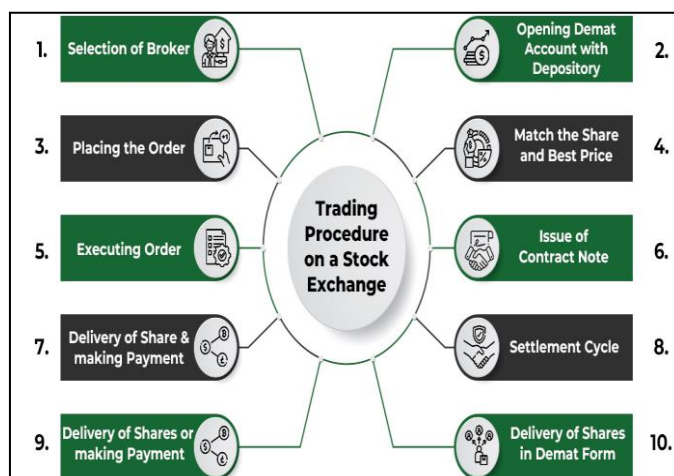 1.
Selection of Broker
Opening Demat
Account with
Depository
2.
3.
Placing the Order
Match the Share
and Best Price
4.
Trading
Procedure
on a Stock
Exchange
5.
Executing Order
Issue of
Contract Note
6.
7.
Delivery of Share &
making Payment
Settlement Cycle
8.
9.
Delivery of Shares or
making Payment
Delivery of Shares
in Demat Form
10.